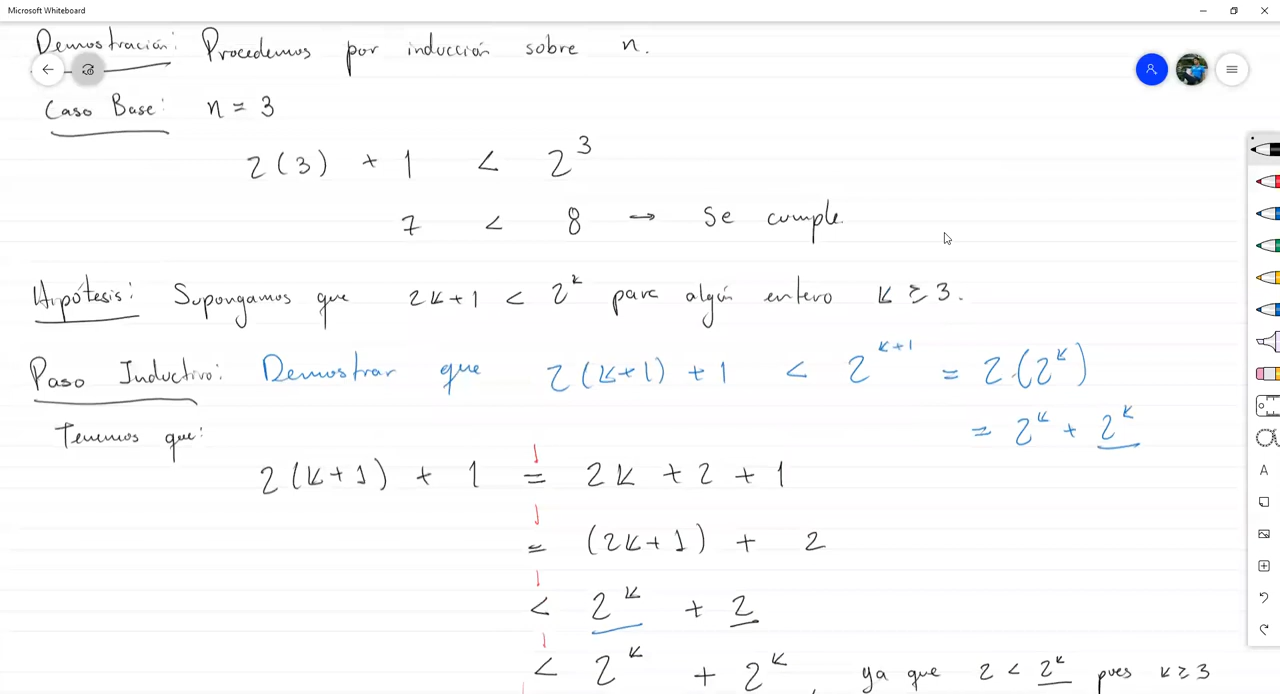 Microsoft Whiteboard
Demostración: Procedemos por inducción sobre n.
Caso Base: n = 3
2(3) + 1 < 2^3
7 < 8 → Se cumple.
Hipótesis: Supongamos que 2k+1 < 2^k para algún entero k ≥ 3.
Paso Inductivo: Demostrar que 2(k+1) + 1 < 2^{k+1} = 2·(2^k)
= 2^k + 2^k
Tenemos que:
2(k+1) + 1 = 2k + 2 + 1
= (2k+1) + 2
< 2^k + 2
< 2^k + 2^k, ya que 2 < 2^k pues k ≥ 3
A